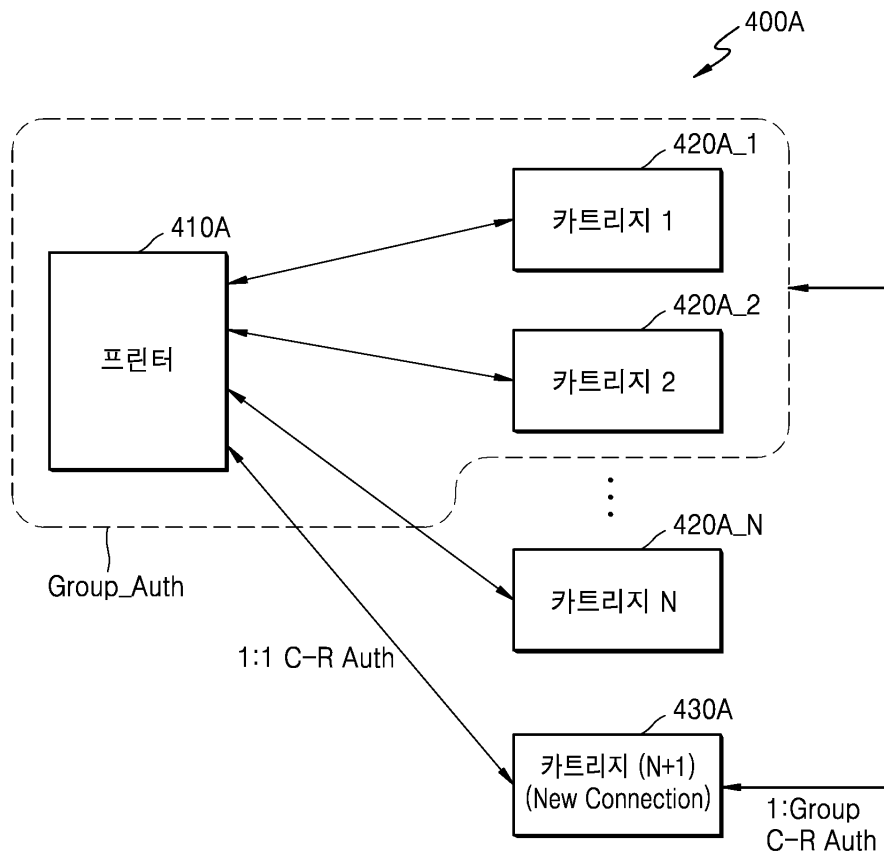 400A
420A_1
카트리지 1
410A
프린터
420A_2
카트리지 2
420A_N
카트리지 N
Group_Auth
1:1 C-R Auth
430A
카트리지 (N+1)
(New Connection)
1:Group
C-R Auth